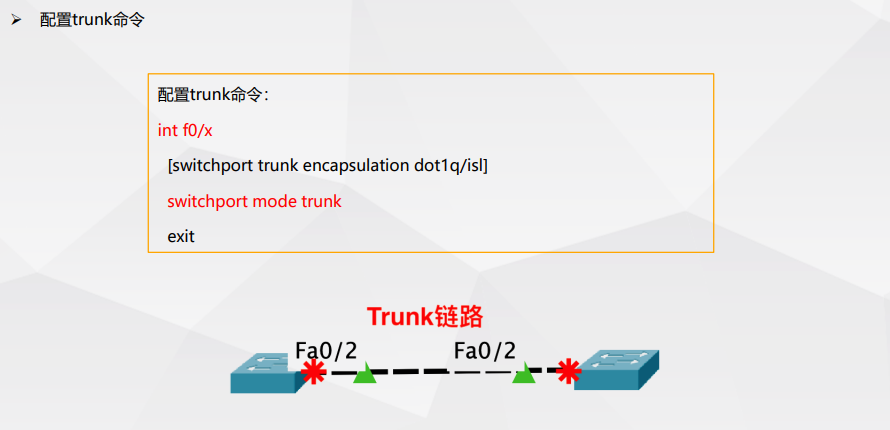 ➢ 配置trunk命令
配置trunk命令：
int f0/x
[switchport trunk encapsulation dot1q/isl]
switchport mode trunk
exit
Trunk链路
Fa0/2 Fa0/2